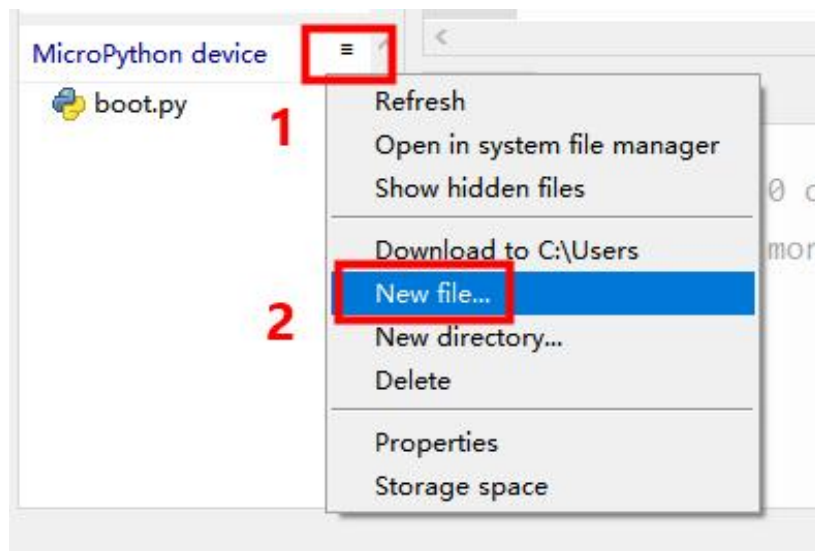 MicroPython device
≡
boot.py
1
Refresh
Open in system file manager
Show hidden files
Download to C:\Users
New file...
2
New directory...
Delete
Properties
Storage space